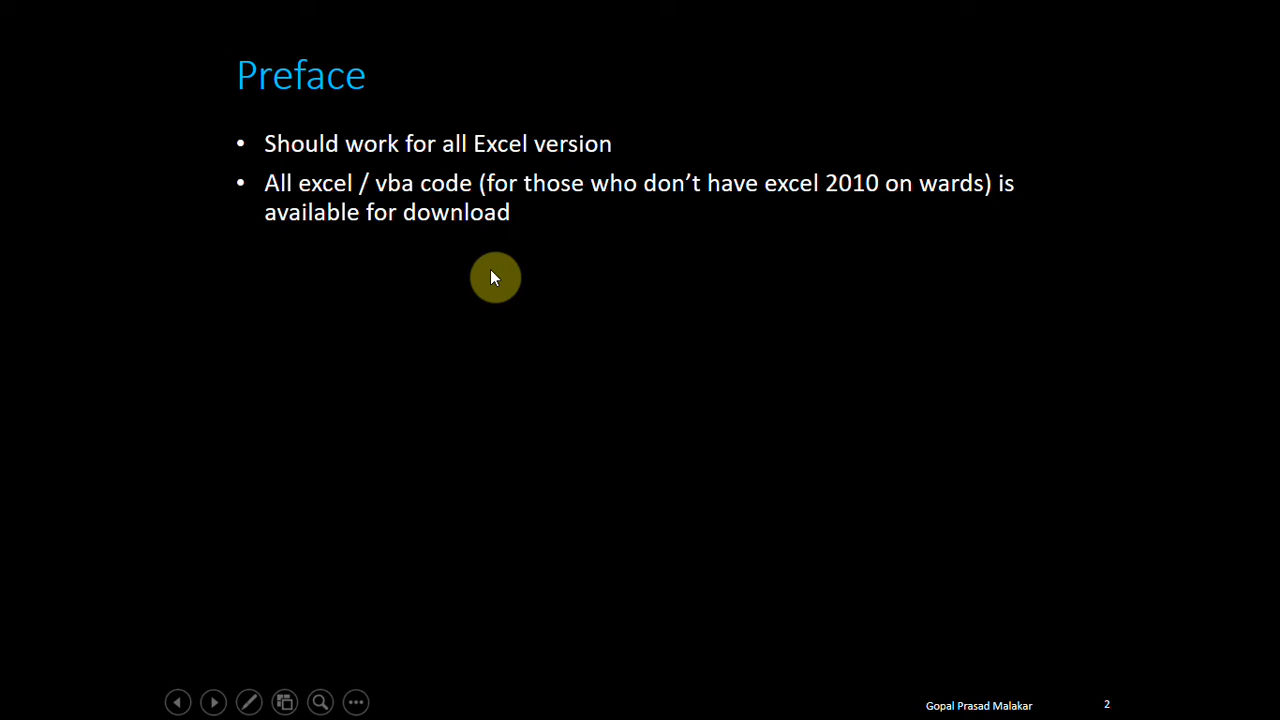 Preface
• Should work for all Excel version
• All excel / vba code (for those who don’t have excel 2010 on wards) is
available for download
Gopal Prasad Malakar
2